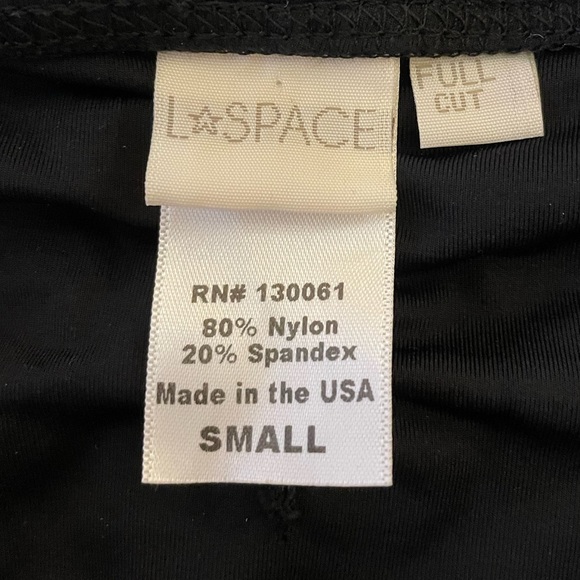 L☆SPACE
FULL
CUT
RN# 130061
80% Nylon
20% Spandex
Made in the USA
SMALL